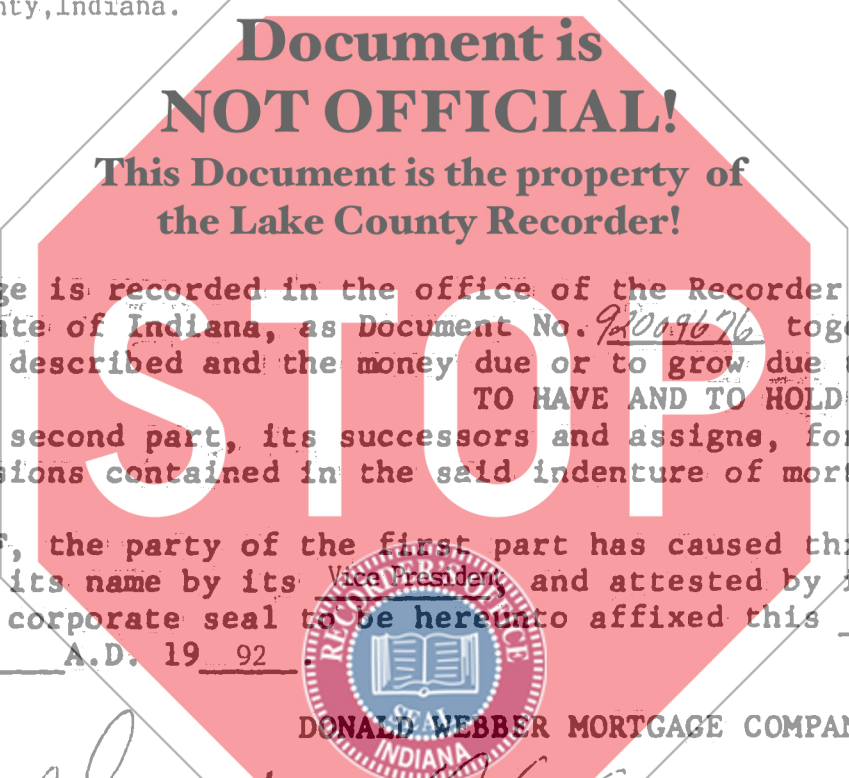 nty,Indiana.
Document is
NOT OFFICIAL!
This Document is the property of
the Lake County Recorder!
ge is recorded in the office of the Recorder
ate of Indiana, as Document No. 92009676 toge
described and the money due or to grow due t
TO HAVE AND TO HOLD
second part, its successors and assigns, for
sions contained in the said indenture of mort
STOP
F, the party of the first part has caused thi
its name by its Vice President, and attested by i
corporate seal to be hereunto affixed this
A.D. 19 92.
RECORDER'S OFFICE
SEAL
INDIANA
DONALD WEBBER MORTGAGE COMPAN